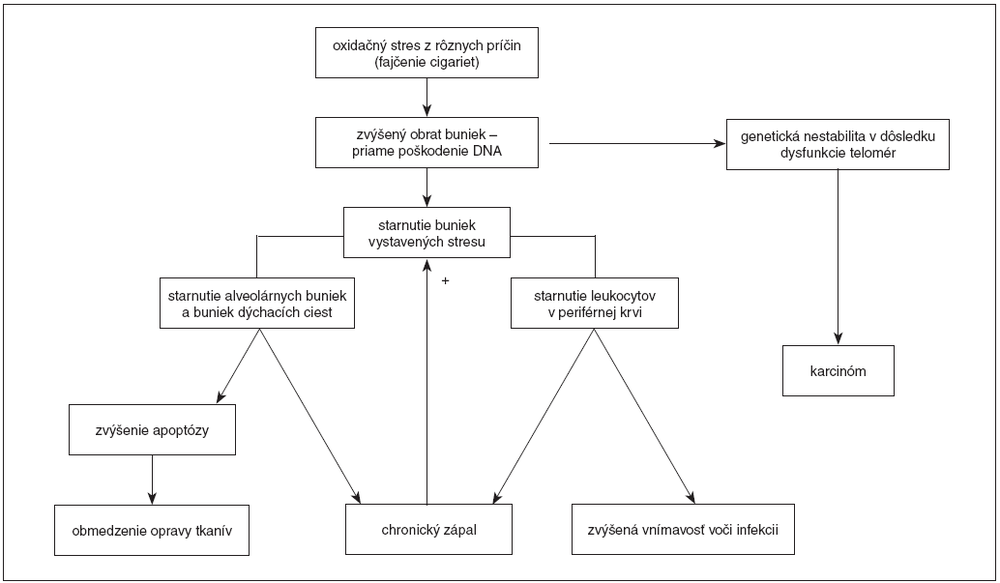 oxidačný stres z rôznych príčin
(fajčenie cigariet)
zvýšený obrat buniek –
priame poškodenie DNA
genetická nestabilita v dôsledku
dysfunkcie telomér
starnutie buniek
vystavených stresu
+
starnutie alveolárnych buniek
a buniek dýchacích ciest
starnutie leukocytov
v periférnej krvi
karcinóm
zvýšenie apoptózy
obmedzenie opravy tkanív
chronický zápal
zvýšená vnímavosť voči infekcii